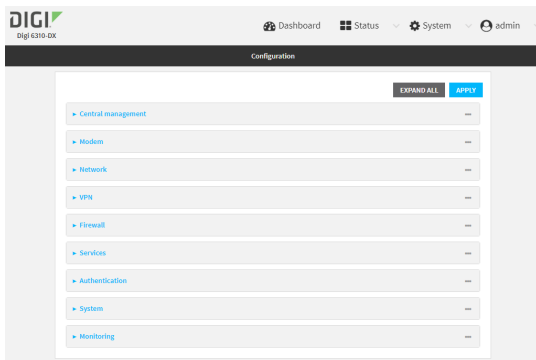 DIGI
Digi 6310-DX
Dashboard Status System admin
Configuration
EXPAND ALL APPLY
Central management
Modem
Network
VPN
Firewall
Services
Authentication
System
Monitoring